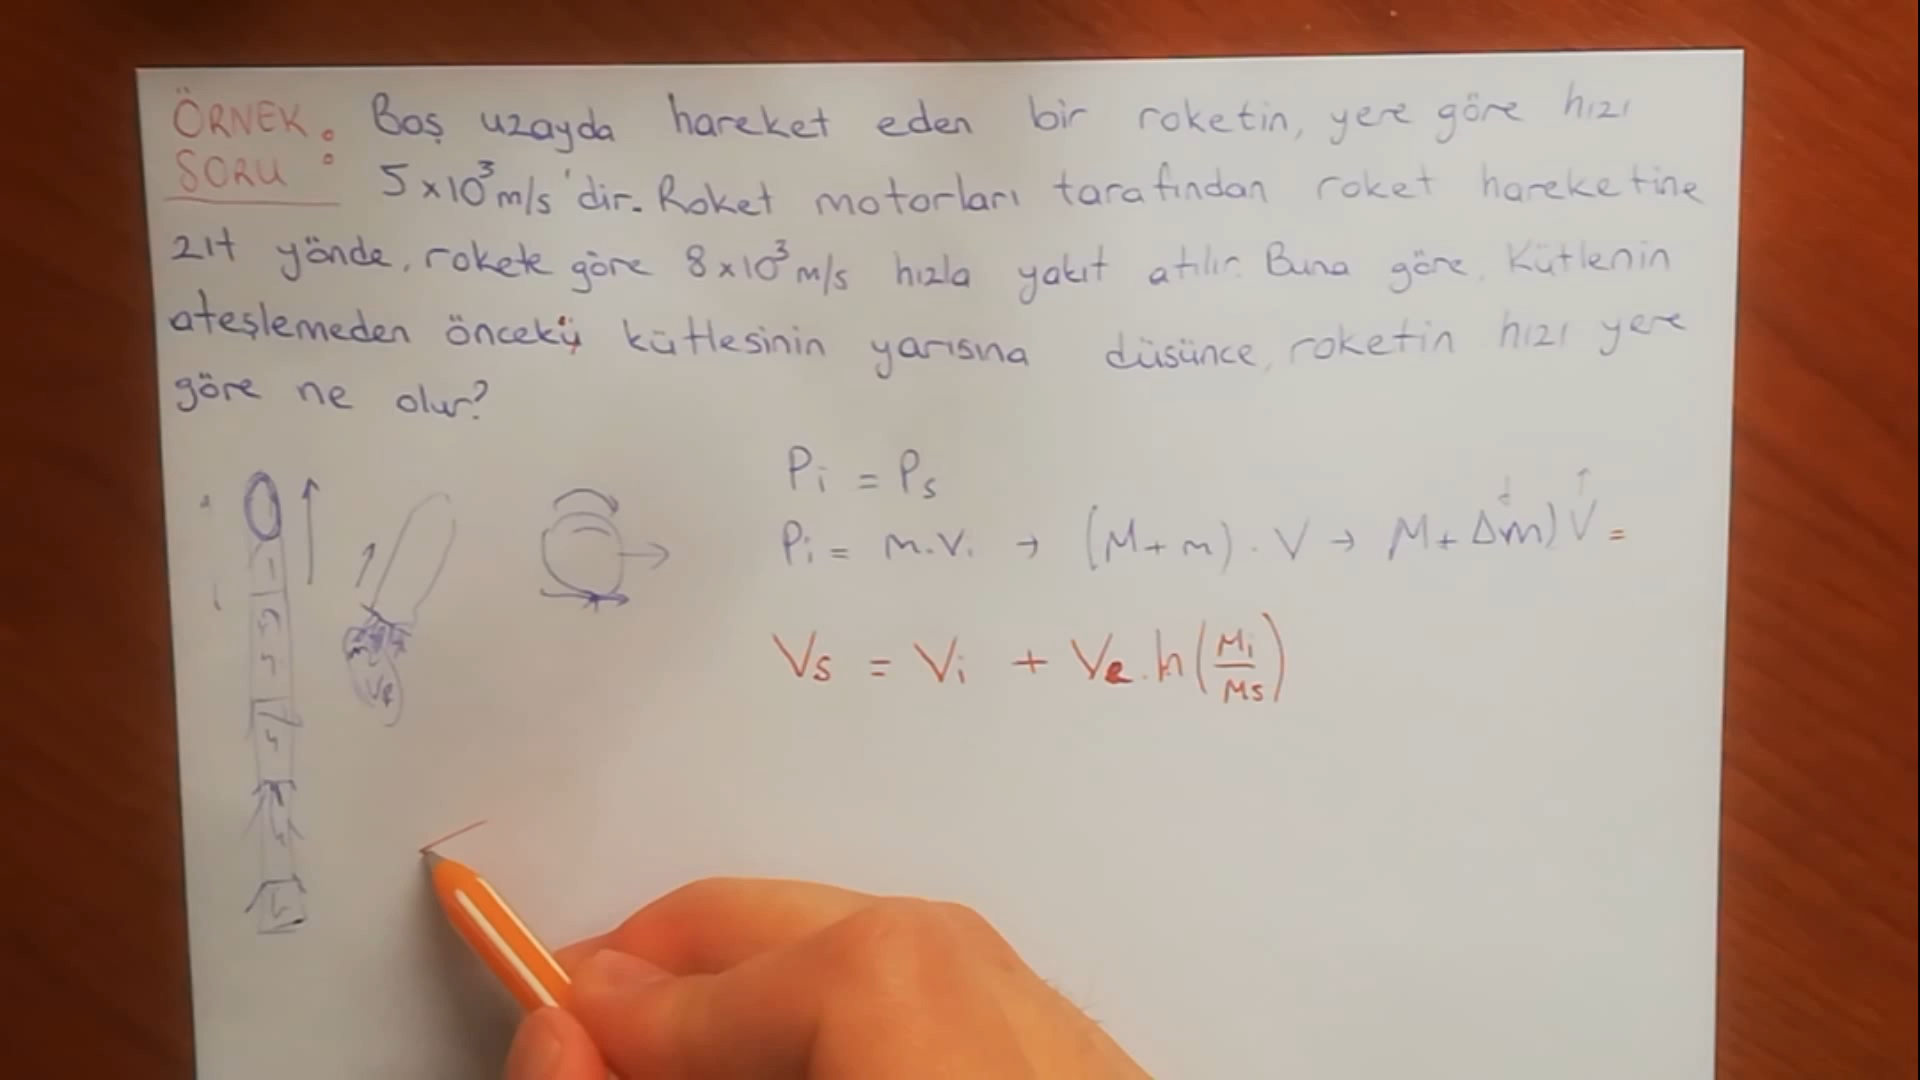 ÖRNEK SORU : Boş uzayda hareket eden bir roketin, yere göre hızı
5x10³ m/s'dir. Roket motorları tarafından roket hareketine
zıt yönde, rokete göre 8x10³ m/s hızla yakıt atılır. Buna göre, Kütlenin
ateşlemeden önceki kütlesinin yarısına düşünce, roketin hızı yere
göre ne olur?
Pi = Ps
Pi = m.Vi → (M+m).V → M+Δm)V =
Vs = Vi + Ve.ln(Mi/Ms)